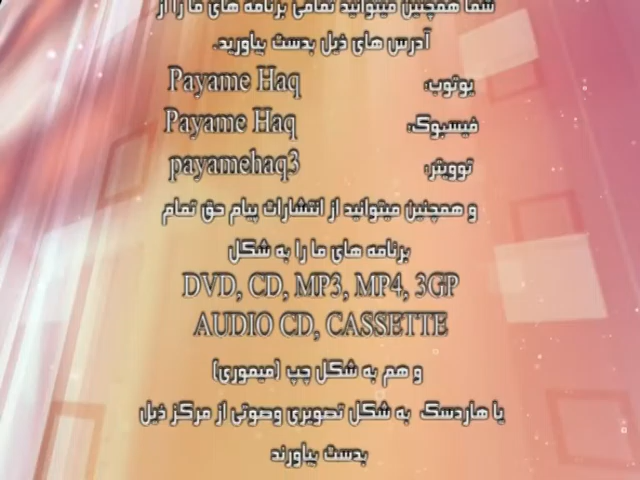 شما همچنین میتوانید تمامی برنامه های ما را از
آدرس های ذیل بدست بیاورید.
یوتوب: Payame Haq
فیسبوک: Payame Haq
توویتر: payamehaq3
و همچنین میتوانید از انتشارات پیام حق تمام
برنامه های ما را به شکل
DVD, CD, MP3, MP4, 3GP
AUDIO CD, CASSETTE
و هم به شکل چپ (میموری)
یا هاردسک به شکل تصویری وصوتی از مرکز ذیل
بدست بیاورند